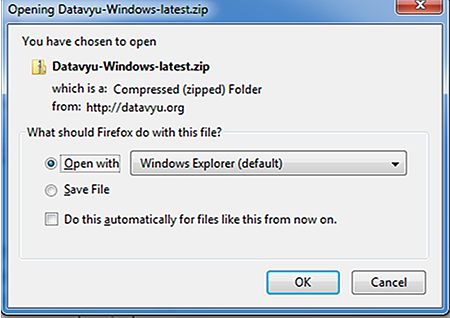 Opening Datavyu-Windows-latest.zip
You have chosen to open
Datavyu-Windows-latest.zip
which is a: Compressed (zipped) Folder
from: http://datavyu.org
What should Firefox do with this file?
Open with Windows Explorer (default)
Save File
Do this automatically for files like this from now on.
OK Cancel